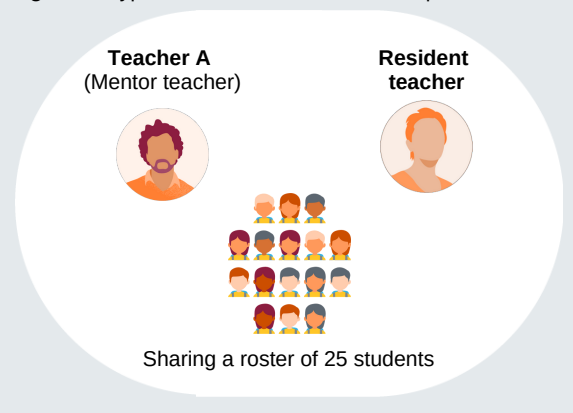 Teacher A
(Mentor teacher)
Resident
teacher
Sharing a roster of 25 students